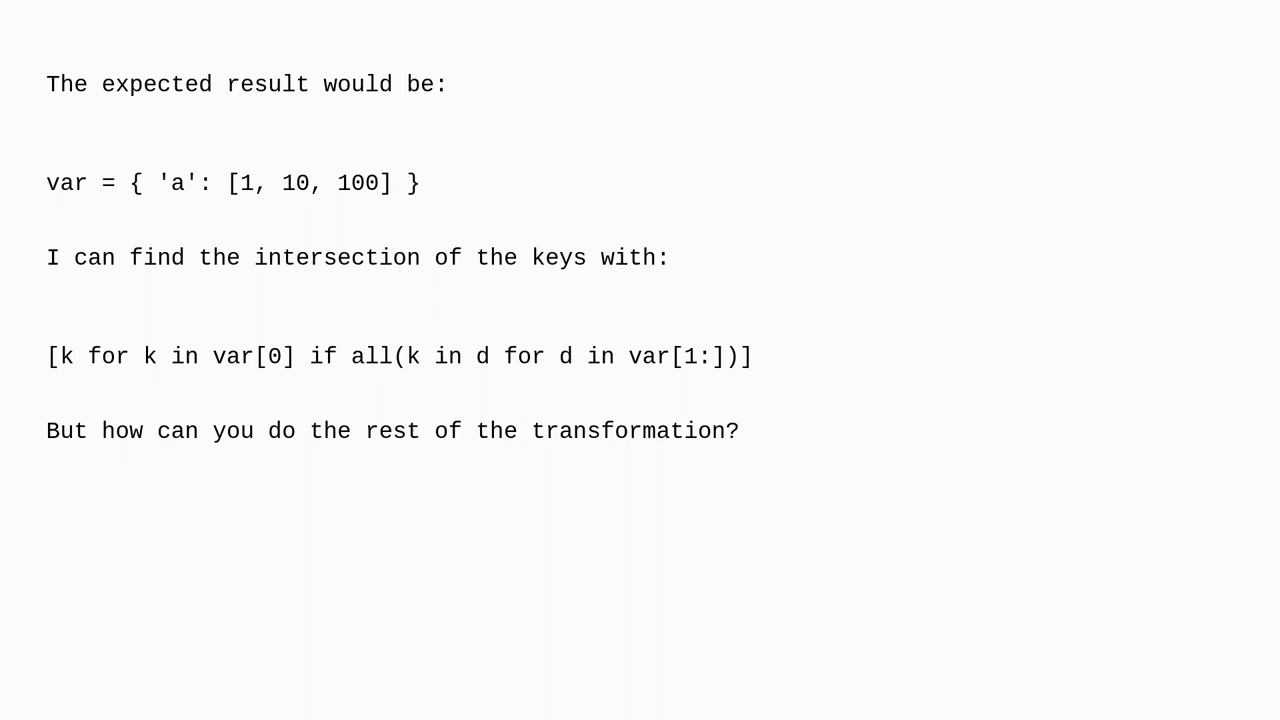 The expected result would be:
var = { 'a': [1, 10, 100] }
I can find the intersection of the keys with:
[k for k in var[0] if all(k in d for d in var[1:])]
But how can you do the rest of the transformation?